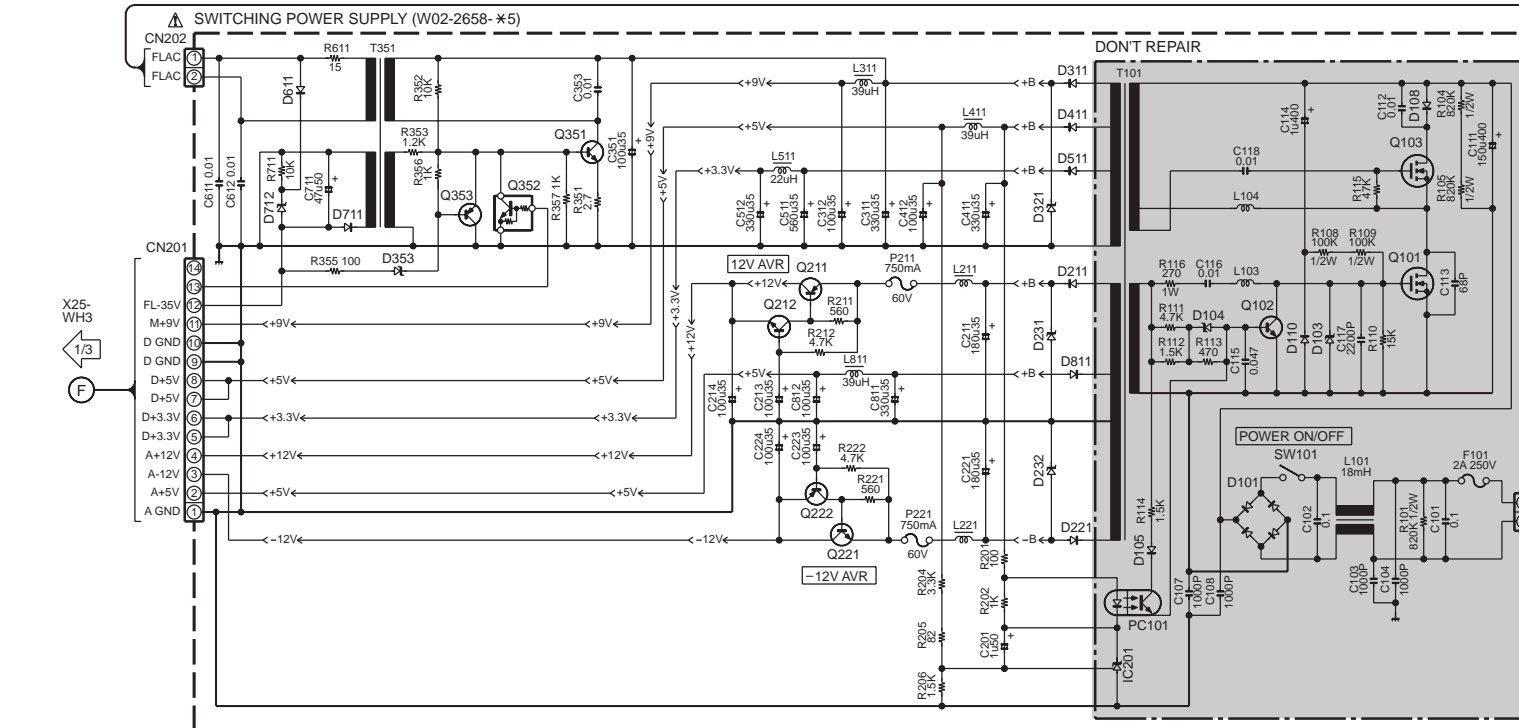 ⚠ SWITCHING POWER SUPPLY (W02-2658-✳5)
DON'T REPAIR
CN202
FLAC 1
FLAC 2
C611 0.01
C612 0.01
D611
R611
15
T351
R711
10K
D712
C711
47u50
D711
R352
10K
R353
1.2K
R356
1K
Q353
Q352
R357 1K
Q351
C353
0.01
R351
2.7
C351
100u35
R355 100
D353
CN201
14
13
FL-35V 12
M+9V 11
D GND 10
D GND 9
D+5V 8
D+5V 7
D+3.3V 6
D+3.3V 5
A+12V 4
A-12V 3
A+5V 2
A GND 1
X25-
WH3
1/3
F
+9V
+5V
+3.3V
+12V
+5V
−12V
+9V
+5V
+3.3V
+12V
+5V
−12V
+9V
+5V
+3.3V
+12V
+9V
+5V
+3.3V
L311
39uH
L411
39uH
L511
22uH
+B
+B
+B
D311
D411
D511
D321
C512
330u35
C511
560u35
C312
100u35
C311
330u35
C412
100u35
C411
330u35
12V AVR
+12V
Q211
Q212
R211
560
R212
4.7K
P211
750mA
60V
L211
+B
D211
C211
180u35
D231
L811
39uH
+5V
+B
D811
C214
100u35
C213
100u35
C812
100u35
C811
330u35
C224
100u35
C223
100u35
R222
4.7K
R221
560
C221
180u35
D232
Q222
Q221
−12V AVR
P221
750mA
60V
L221
−B
D221
R201
100
R204
3.3K
R202
1K
R205
82
C201
1u50
R206
1.5K
IC201
PC101
T101
C114
1u400
C112
0.01
D108
R104
820K
1/2W
C111
150u400
Q103
C118
0.01
R115
47K
R105
820K
1/2W
L104
R108
100K
1/2W
R109
100K
1/2W
Q101
C113
68P
R116
270
1W
C116
0.01
L103
Q102
R111
4.7K
D104
R112
1.5K
R113
470
C115
0.047
D110
D103
C117
2200P
R110
15K
R114
1.5K
D105
C107
1000P
C108
1000P
POWER ON/OFF
SW101
D101
C102
0.1
L101
18mH
F101
2A 250V
R101
820K 1/2W
C101
0.1
C103
1000P
C104
1000P